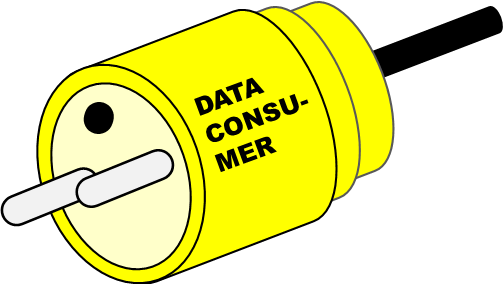 DATA
CONSU-
MER